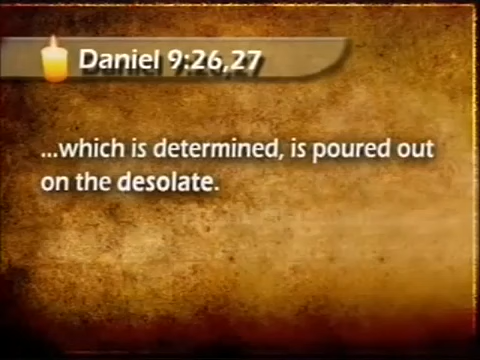 Daniel 9:26,27
...which is determined, is poured out
on the desolate.